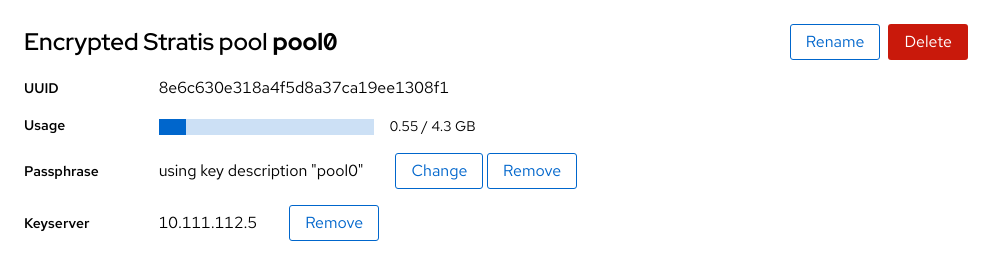 Encrypted Stratis pool pool0 Rename Delete
UUID 8e6c630e318a4f5d8a37ca19ee1308f1
Usage 0.55 / 4.3 GB
Passphrase using key description "pool0" Change Remove
Keyserver 10.111.112.5 Remove